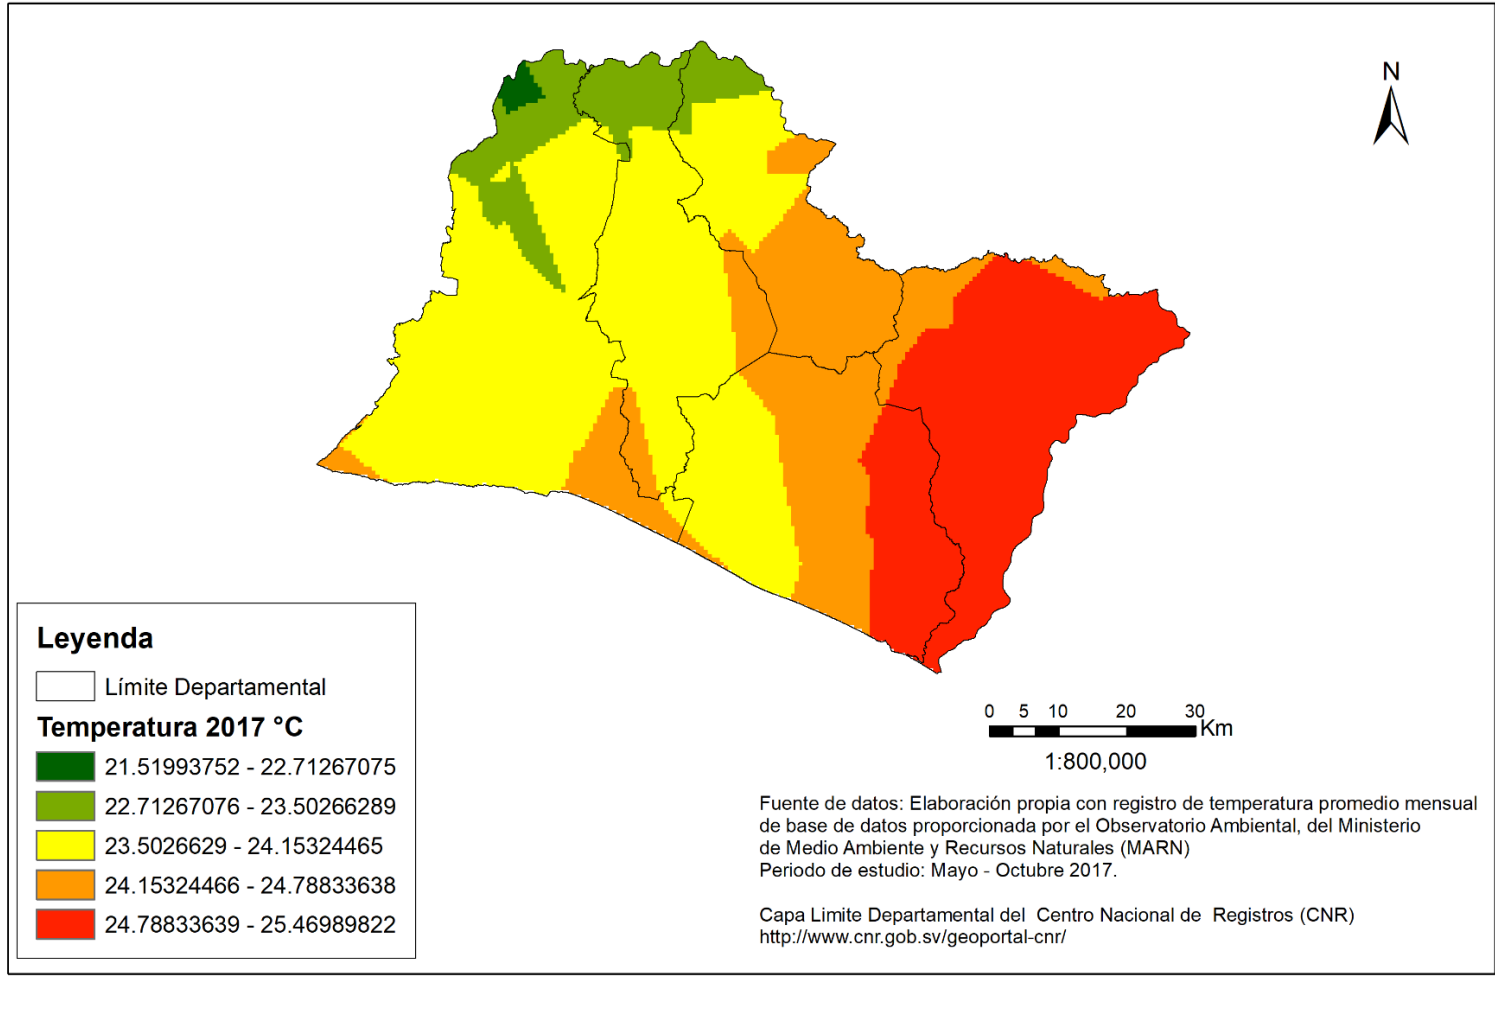 N
Leyenda
Límite Departamental
Temperatura 2017 °C
21.51993752 - 22.71267075
22.71267076 - 23.50266289
23.5026629 - 24.15324465
24.15324466 - 24.78833638
24.78833639 - 25.46989822
0 5 10 20 30
Km
1:800,000
Fuente de datos: Elaboración propia con registro de temperatura promedio mensual
de base de datos proporcionada por el Observatorio Ambiental, del Ministerio
de Medio Ambiente y Recursos Naturales (MARN)
Periodo de estudio: Mayo - Octubre 2017.
Capa Limite Departamental del Centro Nacional de Registros (CNR)
http://www.cnr.gob.sv/geoportal-cnr/